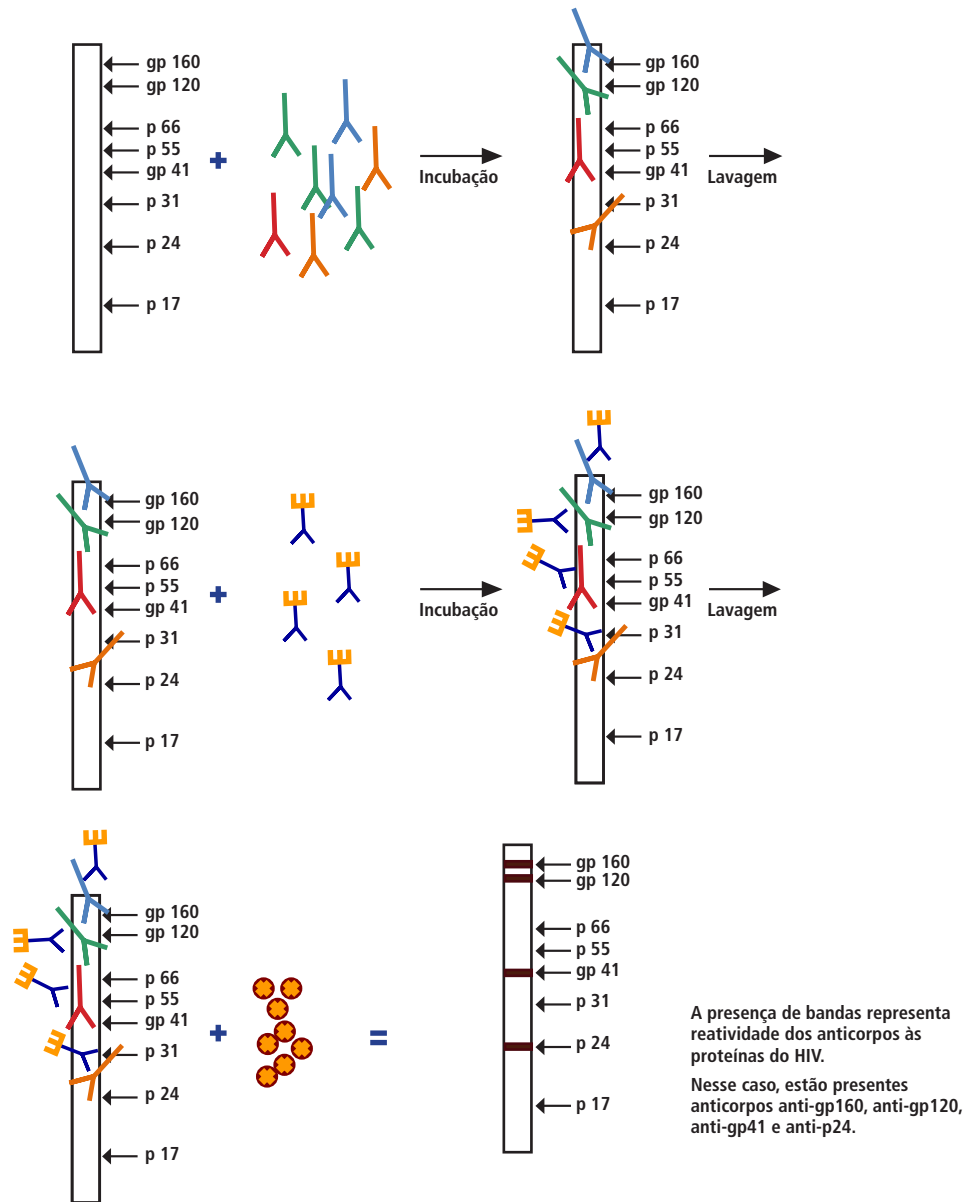 gp 160
gp 120
p 66
p 55
gp 41
p 31
p 24
p 17
+
Incubação
gp 160
gp 120
p 66
p 55
gp 41
p 31
p 24
p 17
Lavagem
gp 160
gp 120
p 66
p 55
gp 41
p 31
p 24
p 17
+
E
E
E
E
Incubação
E
E
E
E
gp 160
gp 120
p 66
p 55
gp 41
p 31
p 24
p 17
Lavagem
E
E
E
E
gp 160
gp 120
p 66
p 55
gp 41
p 31
p 24
p 17
+
=
gp 160
gp 120
p 66
p 55
gp 41
p 31
p 24
p 17
A presença de bandas representa
reatividade dos anticorpos às
proteínas do HIV.
Nesse caso, estão presentes
anticorpos anti-gp160, anti-gp120,
anti-gp41 e anti-p24.